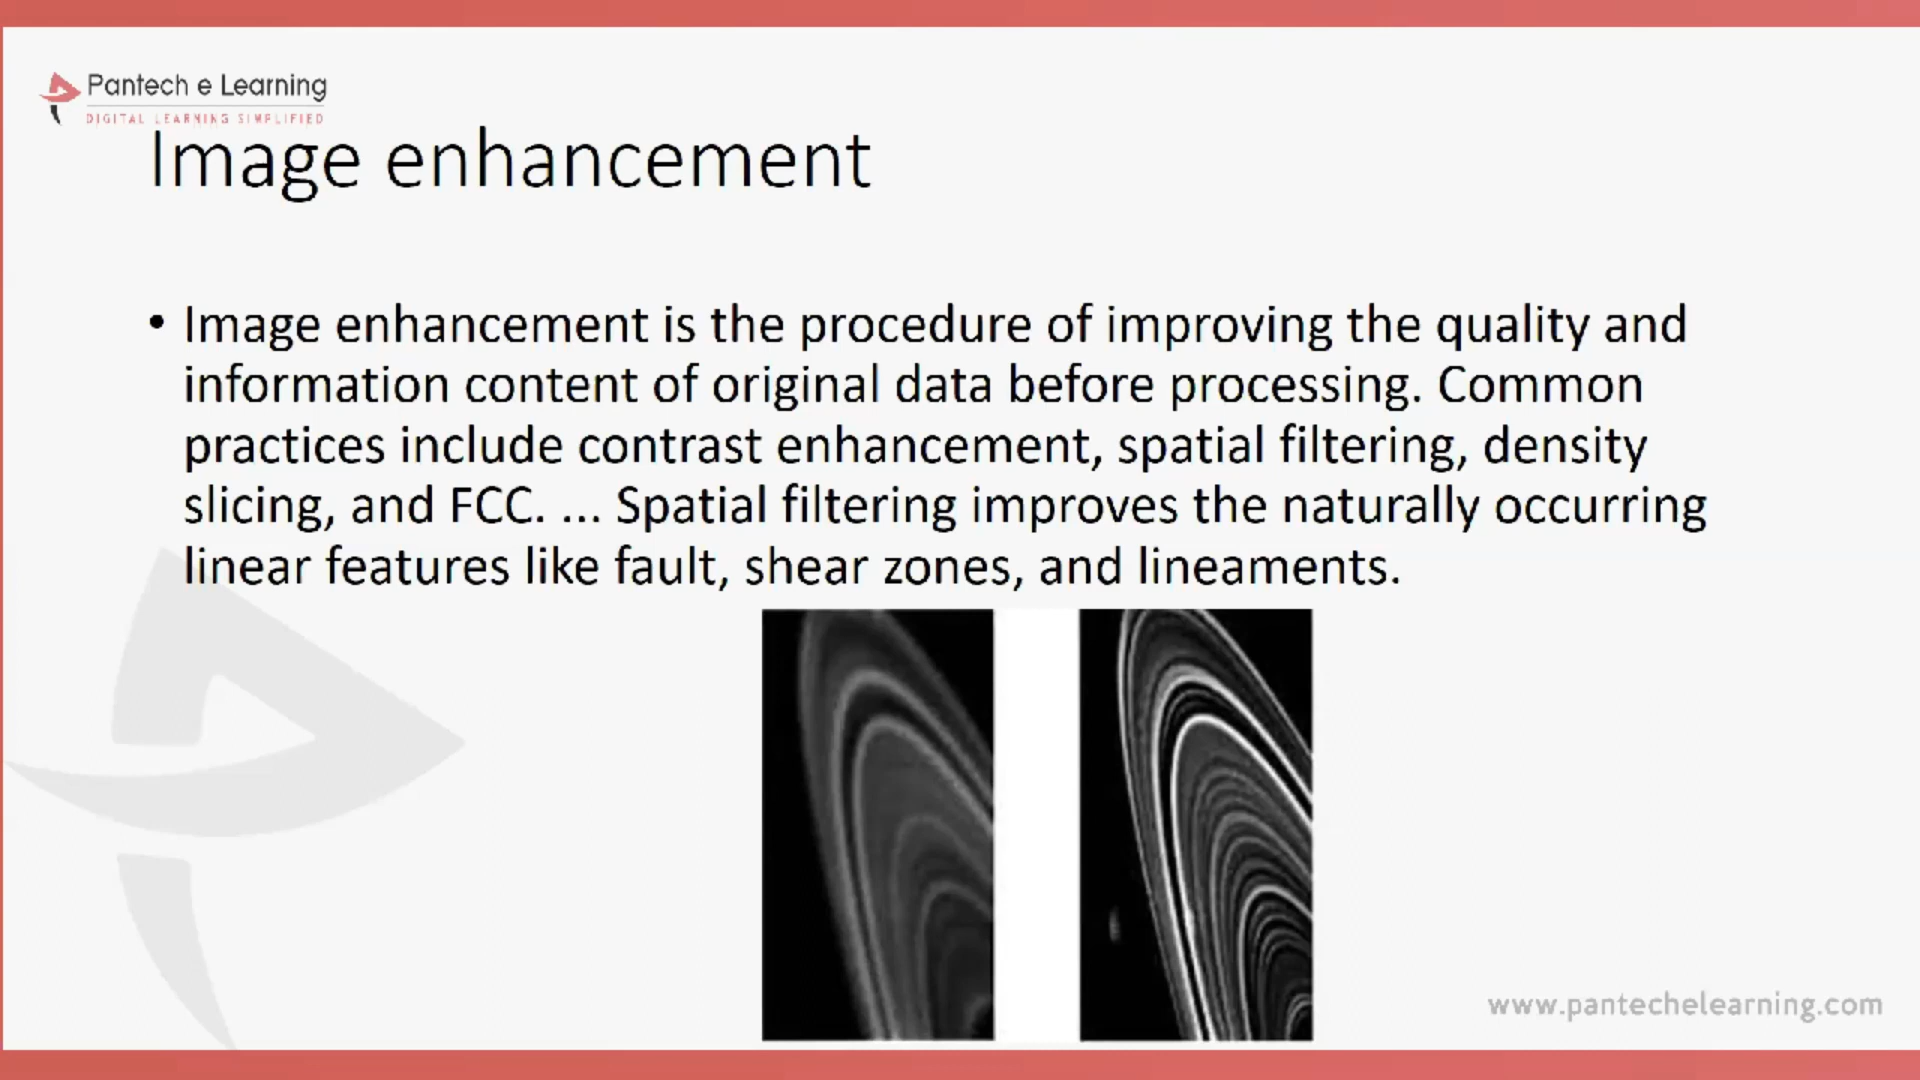 Pantech e Learning
DIGITAL LEARNING SIMPLIFIED
Image enhancement
• Image enhancement is the procedure of improving the quality and
information content of original data before processing. Common
practices include contrast enhancement, spatial filtering, density
slicing, and FCC. ... Spatial filtering improves the naturally occurring
linear features like fault, shear zones, and lineaments.
www.pantechelearning.com